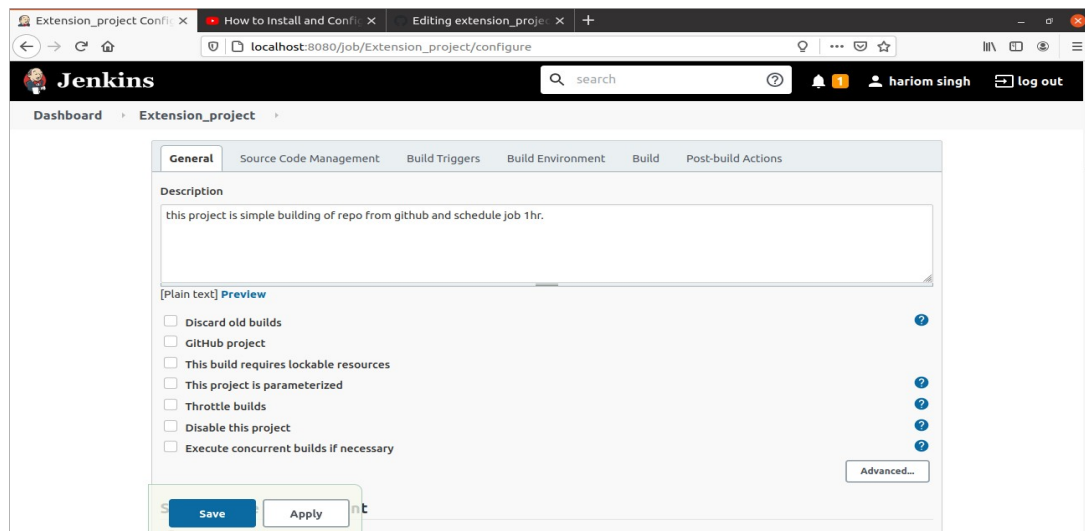 Extension_project Config
How to Install and Config
Editing extension_project
localhost:8080/job/Extension_project/configure
Jenkins
search
1
hariom singh
log out
Dashboard
Extension_project
General
Source Code Management
Build Triggers
Build Environment
Build
Post-build Actions
Description
this project is simple building of repo from github and schedule job 1hr.
[Plain text] Preview
Discard old builds
GitHub project
This build requires lockable resources
This project is parameterized
Throttle builds
Disable this project
Execute concurrent builds if necessary
Advanced...
Save
Apply